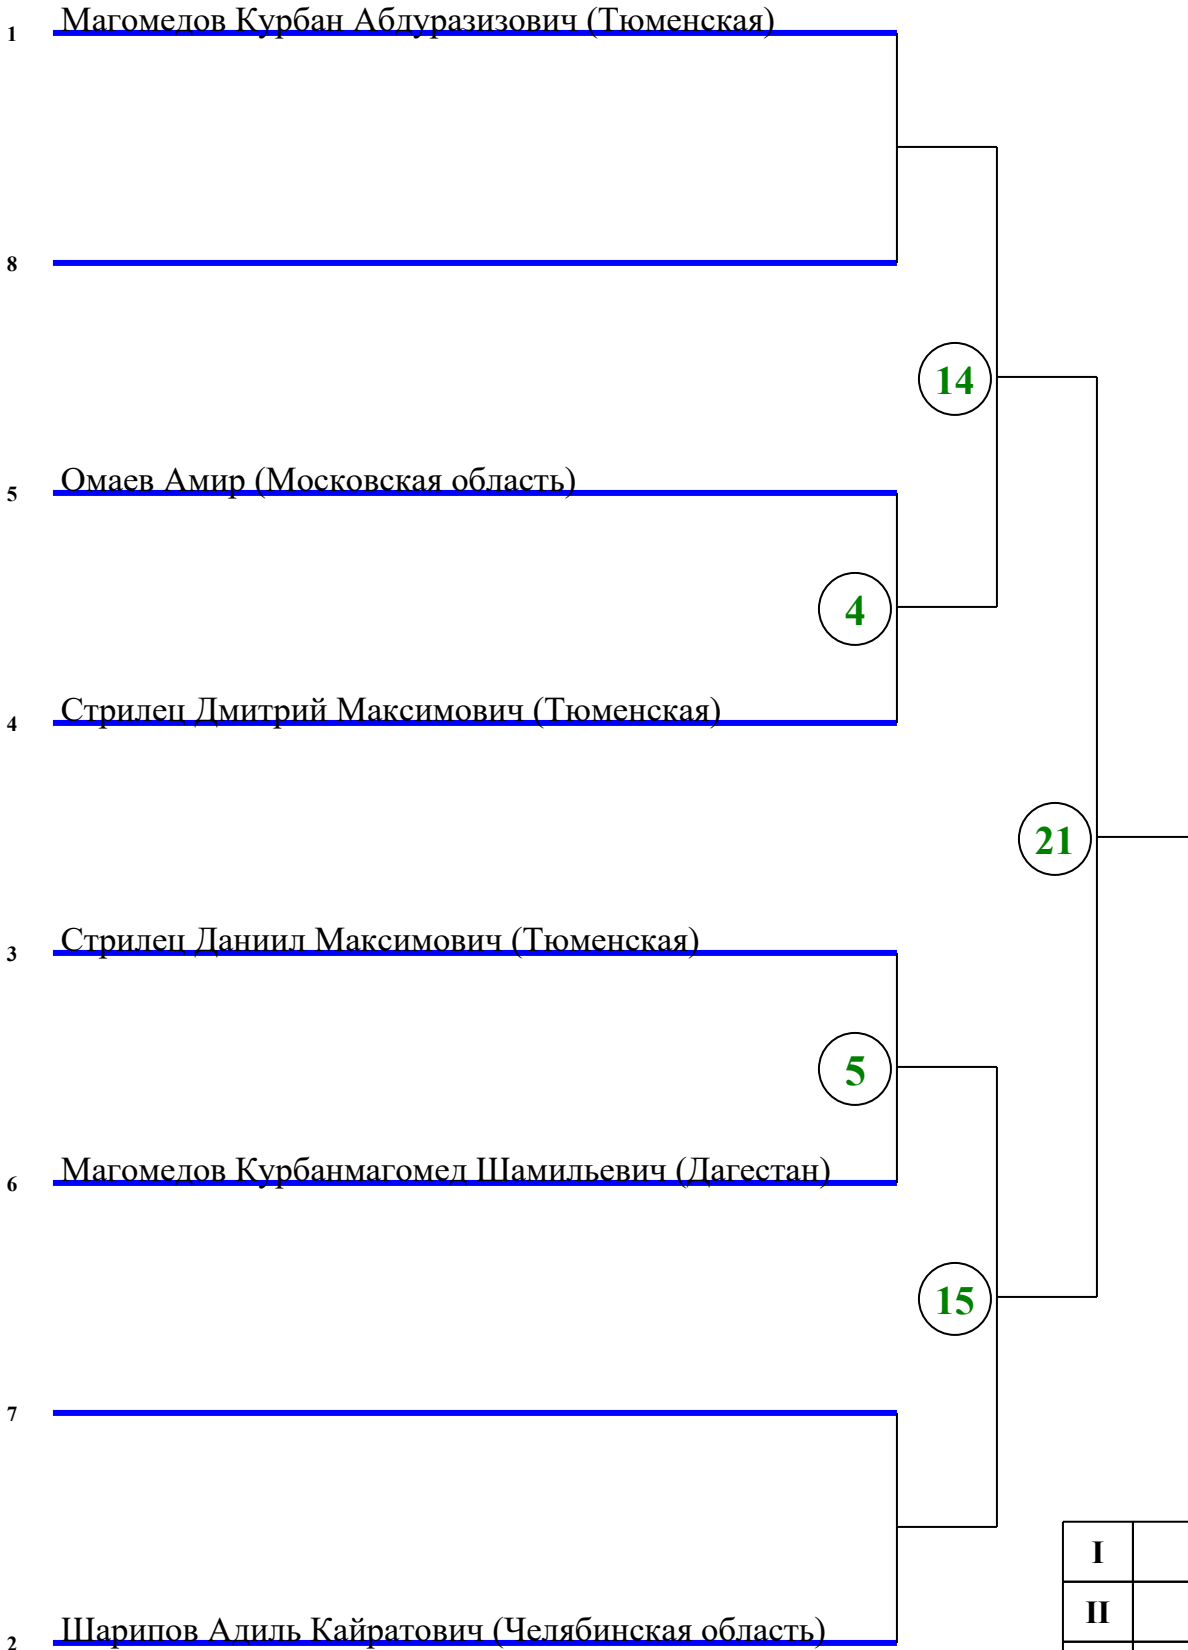 1 Магомедов Курбан Абдуразизович (Тюменская)
8
14
5 Омаев Амир (Московская область)
4
4 Стрилец Дмитрий Максимович (Тюменская)
21
3 Стрилец Даниил Максимович (Тюменская)
5
6 Магомедов Курбанмагомед Шамильевич (Дагестан)
15
7
I
II
2 Шарипов Адиль Кайратович (Челябинская область)